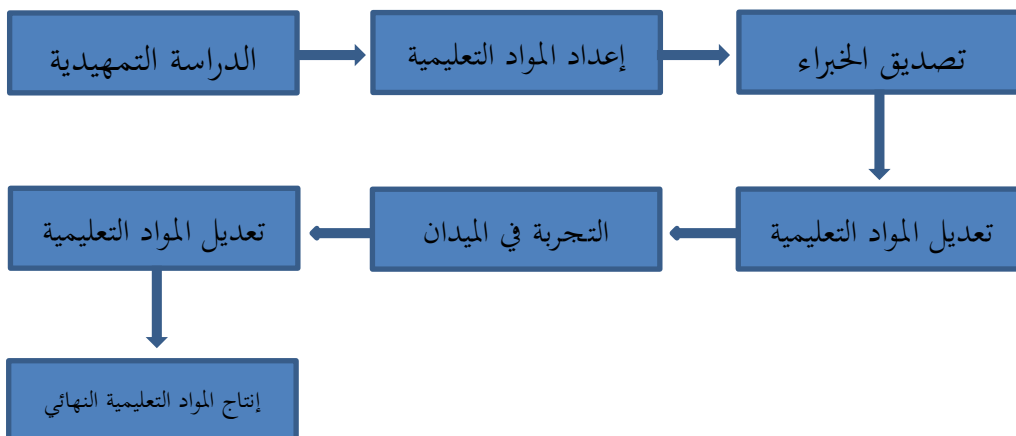 الدراسة التمهيدية
إعداد المواد التعليمية
تصديق الخبراء
تعديل المواد التعليمية
التجربة في الميدان
تعديل المواد التعليمية
إنتاج المواد التعليمية النهائي